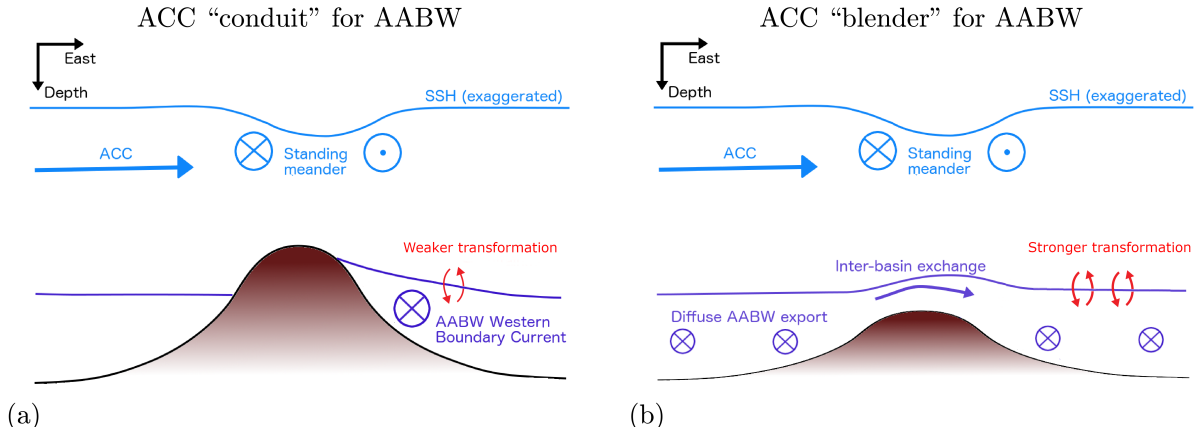 ACC “conduit” for AABW
East
Depth
SSH (exaggerated)
ACC
Standing
meander
Weaker transformation
AABW Western
Boundary Current
(a)
ACC “blender” for AABW
East
Depth
SSH (exaggerated)
ACC
Standing
meander
Stronger transformation
Inter-basin exchange
Diffuse AABW export
(b)